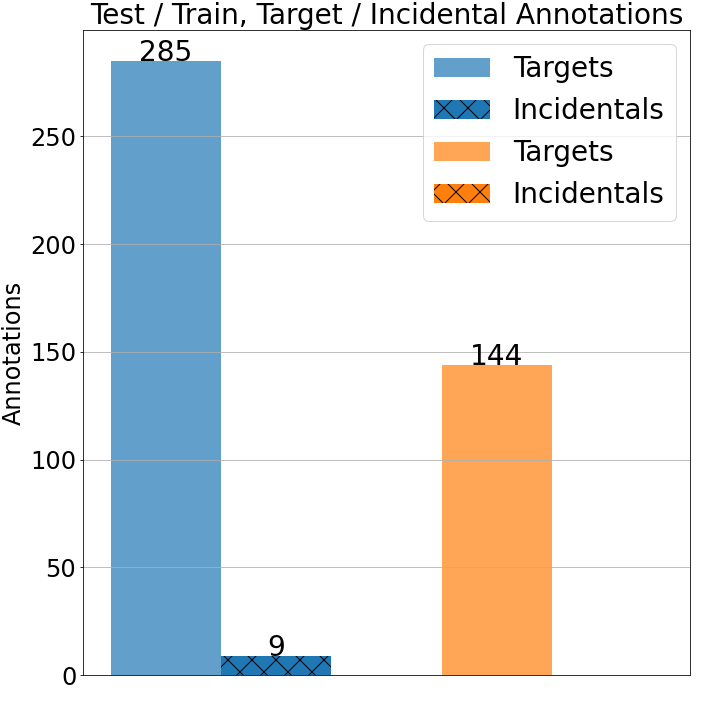 Test / Train, Target / Incidental Annotations
285
Targets
Incidentals
Targets
Incidentals
250
200
150
100
50
0
Annotations
144
9